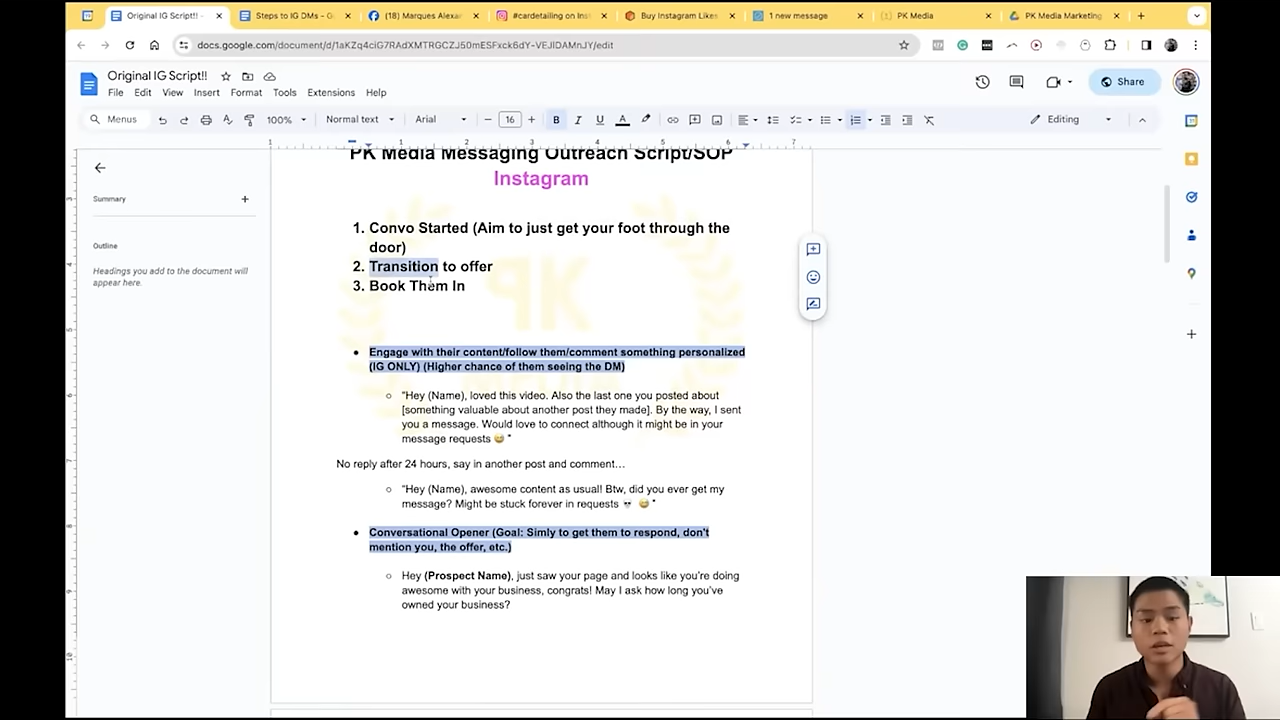 Original IG Script!! -
Steps to IG DMs – G
(18) Marques Alexa
#cardetailing on Inst
Buy Instagram Likes
1 new message
PK Media
PK Media Marketing
docs.google.com/document/d/1aKZq4ciG7RAdXMTRGCZJ50mESFxck6dY-VEJIDAMnJY/edit
Original IG Script!!
File Edit View Insert Format Tools Extensions Help
Share
Menus
100%
Normal text
Arial
16
Editing
1 1 2 3 4 5 6 7
Summary
Outline
Headings you add to the document will
appear here.
PK Media Messaging Outreach Script/SOP
Instagram
1. Convo Started (Aim to just get your foot through the
door)
2. Transition to offer
3. Book Them In
• Engage with their content/follow them/comment something personalized
(IG ONLY) (Higher chance of them seeing the DM)
○ "Hey (Name), loved this video. Also the last one you posted about
[something valuable about another post they made]. By the way, I sent
you a message. Would love to connect although it might be in your
message requests 😅 "
No reply after 24 hours, say in another post and comment…
○ "Hey (Name), awesome content as usual! Btw, did you ever get my
message? Might be stuck forever in requests 💀 😅 "
• Conversational Opener (Goal: Simly to get them to respond, don't
mention you, the offer, etc.)
○ Hey (Prospect Name), just saw your page and looks like you're doing
awesome with your business, congrats! May I ask how long you've
owned your business?